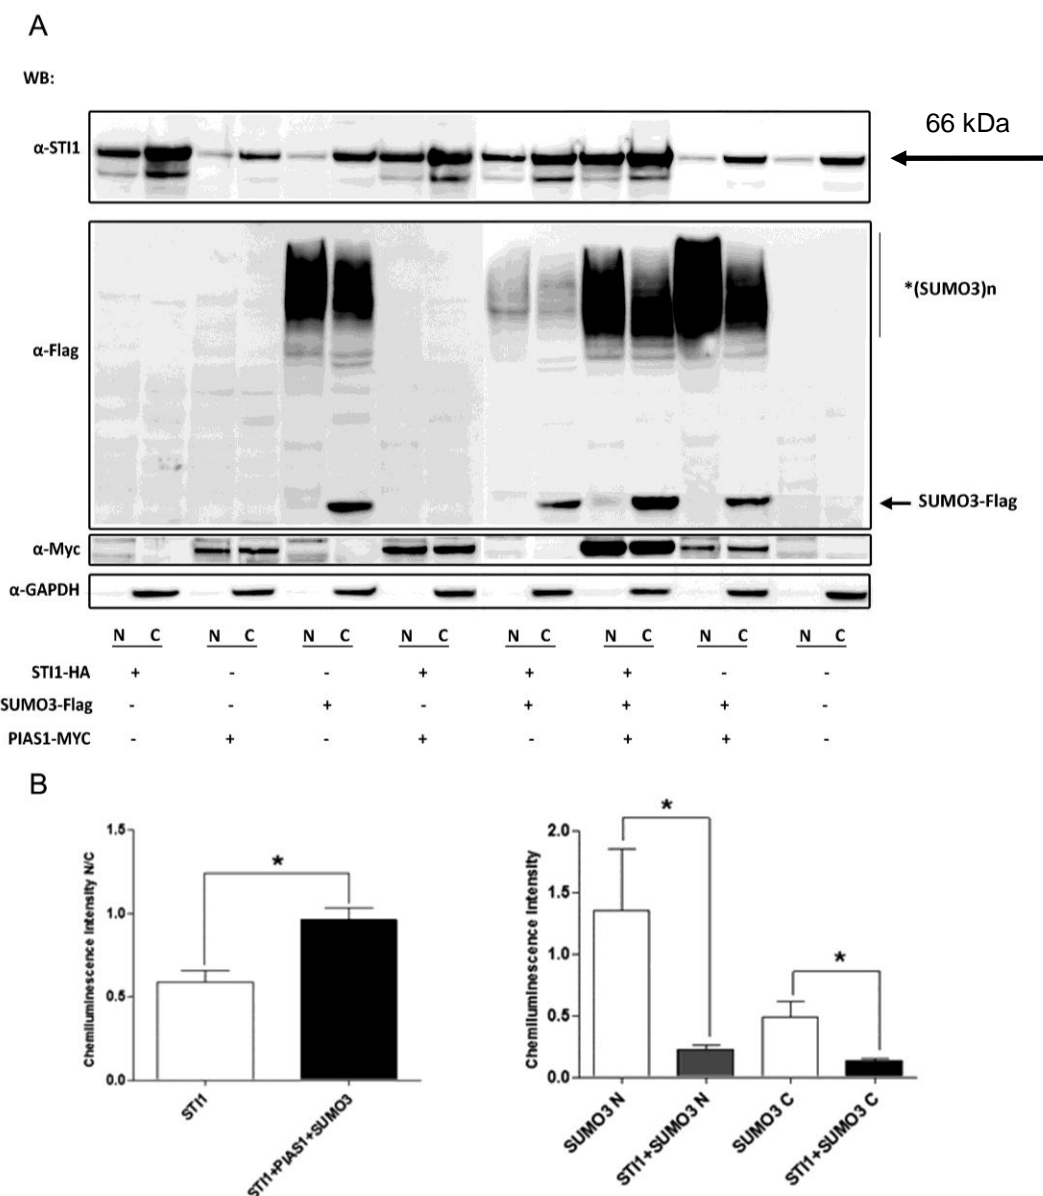 A
WB:
66 kDa
α-STI1
*(SUMO3)n
α-Flag
SUMO3-Flag
α-Myc
α-GAPDH
N C N C N C N C N C N C N C N C
STI1-HA + - - + + + - -
SUMO3-Flag - - + - + + + -
PIAS1-MYC - + - + - + + -
B
Chemiluminescence Intensity N/C
1.5
1.0
0.5
0.0
*
STI1
STI1+PIAS1+SUMO3
Chemiluminescence Intensity
2.0
1.5
1.0
0.5
0.0
*
*
SUMO3 N
STI1+SUMO3 N
SUMO3 C
STI1+SUMO3 C